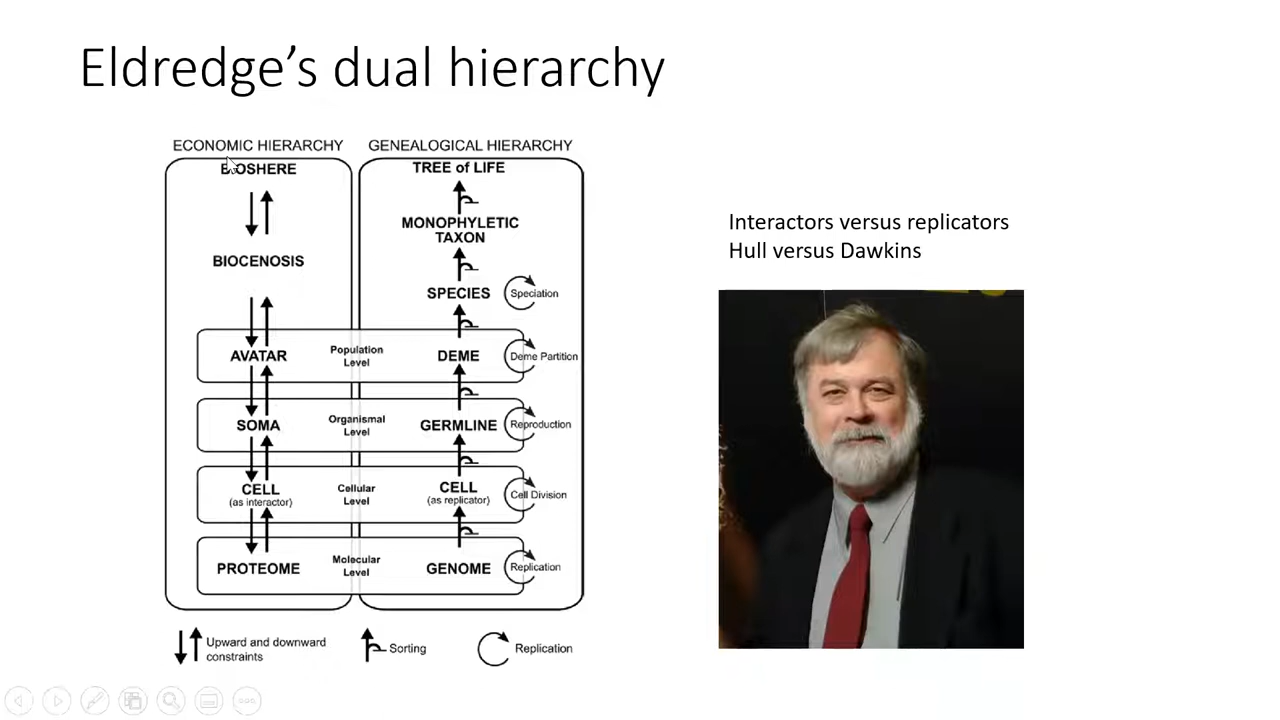 Eldredge’s dual hierarchy
ECONOMIC HIERARCHY
GENEALOGICAL HIERARCHY
BIOSHERE
TREE of LIFE
MONOPHYLETIC
TAXON
BIOCENOSIS
SPECIES
Speciation
AVATAR
Population
Level
DEME
Deme Partition
SOMA
Organismal
Level
GERMLINE
Reproduction
CELL
(as interactor)
Cellular
Level
CELL
(as replicator)
Cell Division
PROTEOME
Molecular
Level
GENOME
Replication
Upward and downward
constraints
Sorting
Replication
Interactors versus replicators
Hull versus Dawkins